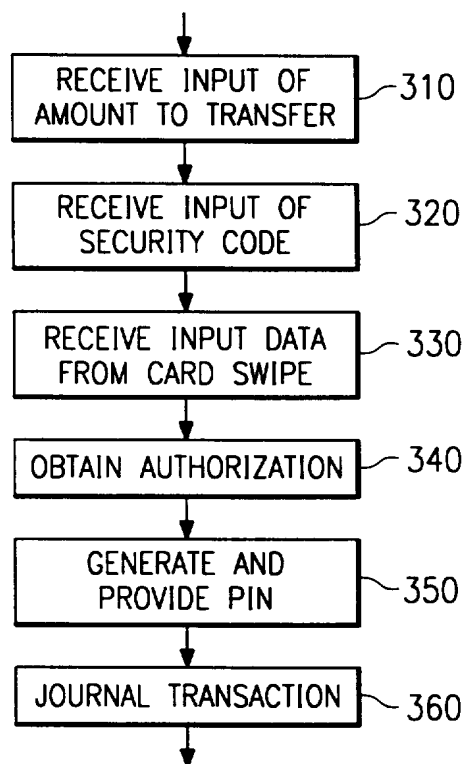 RECEIVE INPUT OF
AMOUNT TO TRANSFER
310
RECEIVE INPUT OF
SECURITY CODE
320
RECEIVE INPUT DATA
FROM CARD SWIPE
330
OBTAIN AUTHORIZATION
340
GENERATE AND
PROVIDE PIN
350
JOURNAL TRANSACTION
360